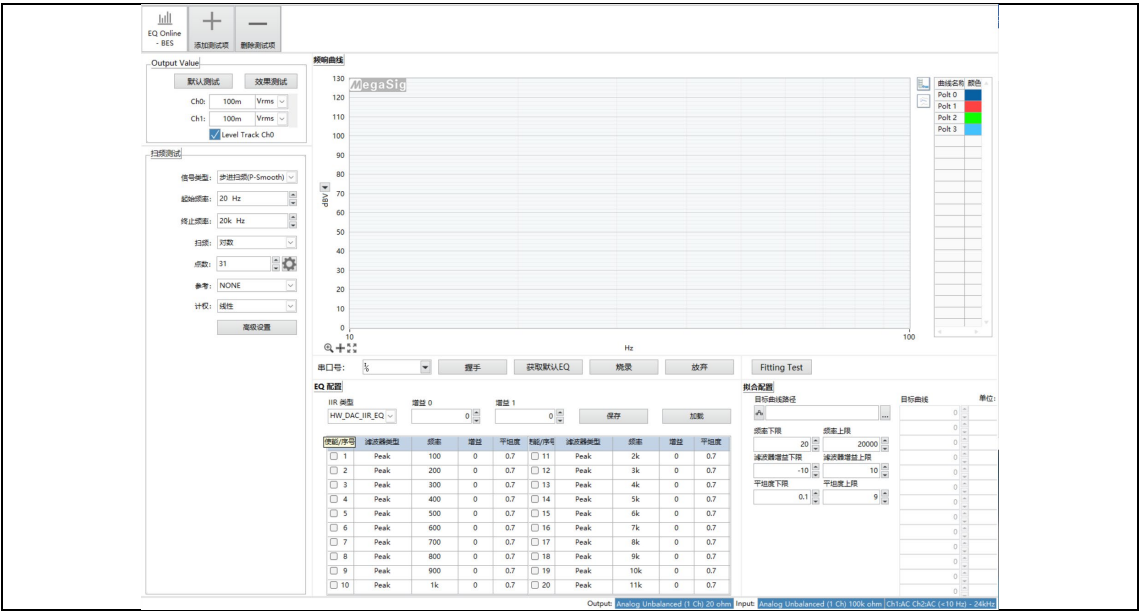 EQ Online
- BES
添加测试项
删除测试项
Output Value
默认测试 效果测试
Ch0: 100m Vrms
Ch1: 100m Vrms
Level Track Ch0
扫频测试
信号类型: 步进扫频(P-Smooth)
起始频率: 20 Hz
终止频率: 20k Hz
扫频: 对数
点数: 31
参考: NONE
计权: 线性
高级设置
频响曲线
MegaSig
130
120
110
100
90
80
70
60
50
40
30
20
10
0
dBV
10 100
Hz
曲线名称 颜色
Polt 0
Polt 1
Polt 2
Polt 3
串口号: 握手 获取默认EQ 烧录 放弃 Fitting Test
EQ 配置
IIR 类型 增益 0 增益 1
HW_DAC_IIR_EQ 0 0 保存 加载
使能/序号 滤波器类型 频率 增益 平坦度 使能/序号 滤波器类型 频率 增益 平坦度
1 Peak 100 0 0.7 11 Peak 2k 0 0.7
2 Peak 200 0 0.7 12 Peak 3k 0 0.7
3 Peak 300 0 0.7 13 Peak 4k 0 0.7
4 Peak 400 0 0.7 14 Peak 5k 0 0.7
5 Peak 500 0 0.7 15 Peak 6k 0 0.7
6 Peak 600 0 0.7 16 Peak 7k 0 0.7
7 Peak 700 0 0.7 17 Peak 8k 0 0.7
8 Peak 800 0 0.7 18 Peak 9k 0 0.7
9 Peak 900 0 0.7 19 Peak 10k 0 0.7
10 Peak 1k 0 0.7 20 Peak 11k 0 0.7
拟合配置
目标曲线路径
...
频率下限 频率上限
20 20000
滤波器增益下限 滤波器增益上限
-10 10
平坦度下限 平坦度上限
0.1 9
目标曲线 单位:
0
0
0
0
0
0
0
0
0
0
0
0
0
Output: Analog Unbalanced (1 Ch) 20 ohm Input: Analog Unbalanced (1 Ch) 100k ohm Ch1:AC Ch2:AC (<10 Hz) - 24kHz